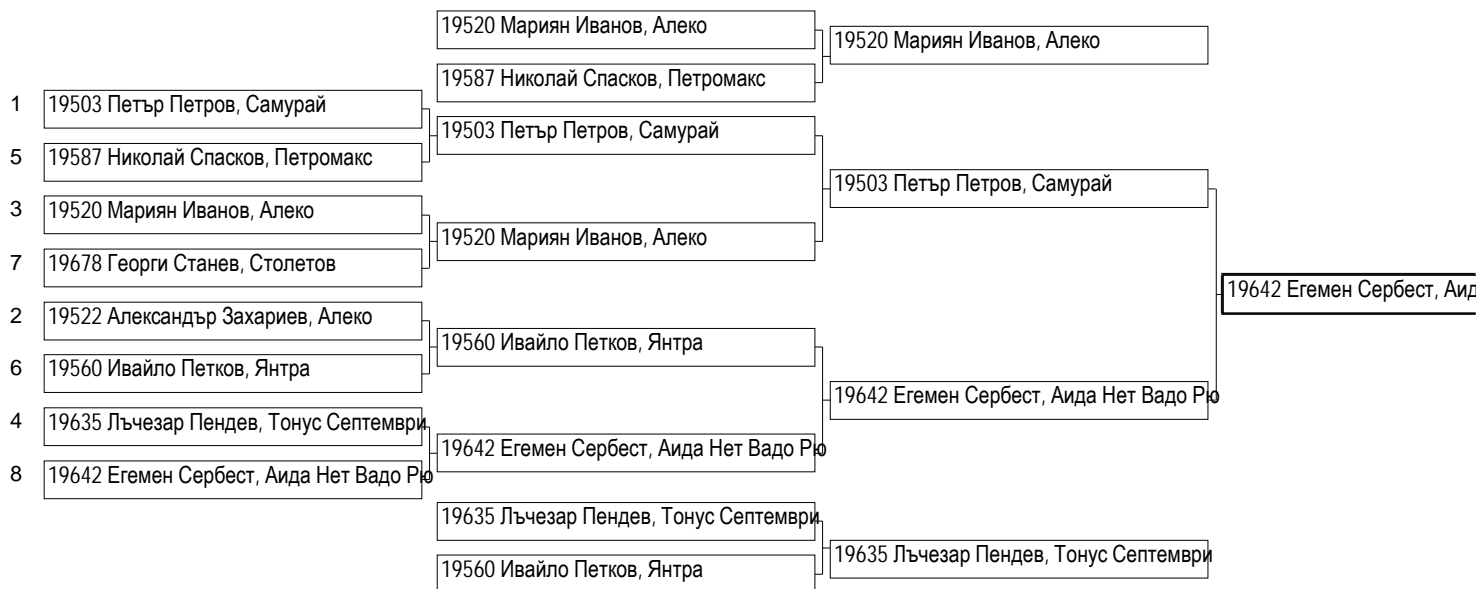 19520 Мариян Иванов, Алеко
19520 Мариян Иванов, Алеко
19587 Николай Спасков, Петромакс
1 19503 Петър Петров, Самурай
19503 Петър Петров, Самурай
5 19587 Николай Спасков, Петромакс
19503 Петър Петров, Самурай
3 19520 Мариян Иванов, Алеко
19520 Мариян Иванов, Алеко
7 19678 Георги Станев, Столетов
19642 Егемен Сербест, Аид
2 19522 Александър Захариев, Алеко
19560 Ивайло Петков, Янтра
6 19560 Ивайло Петков, Янтра
19642 Егемен Сербест, Аида Нет Вадо Рю
4 19635 Лъчезар Пендев, Тонус Септември
19642 Егемен Сербест, Аида Нет Вадо Рю
8 19642 Егемен Сербест, Аида Нет Вадо Рю
19635 Лъчезар Пендев, Тонус Септември
19635 Лъчезар Пендев, Тонус Септември
19560 Ивайло Петков, Янтра